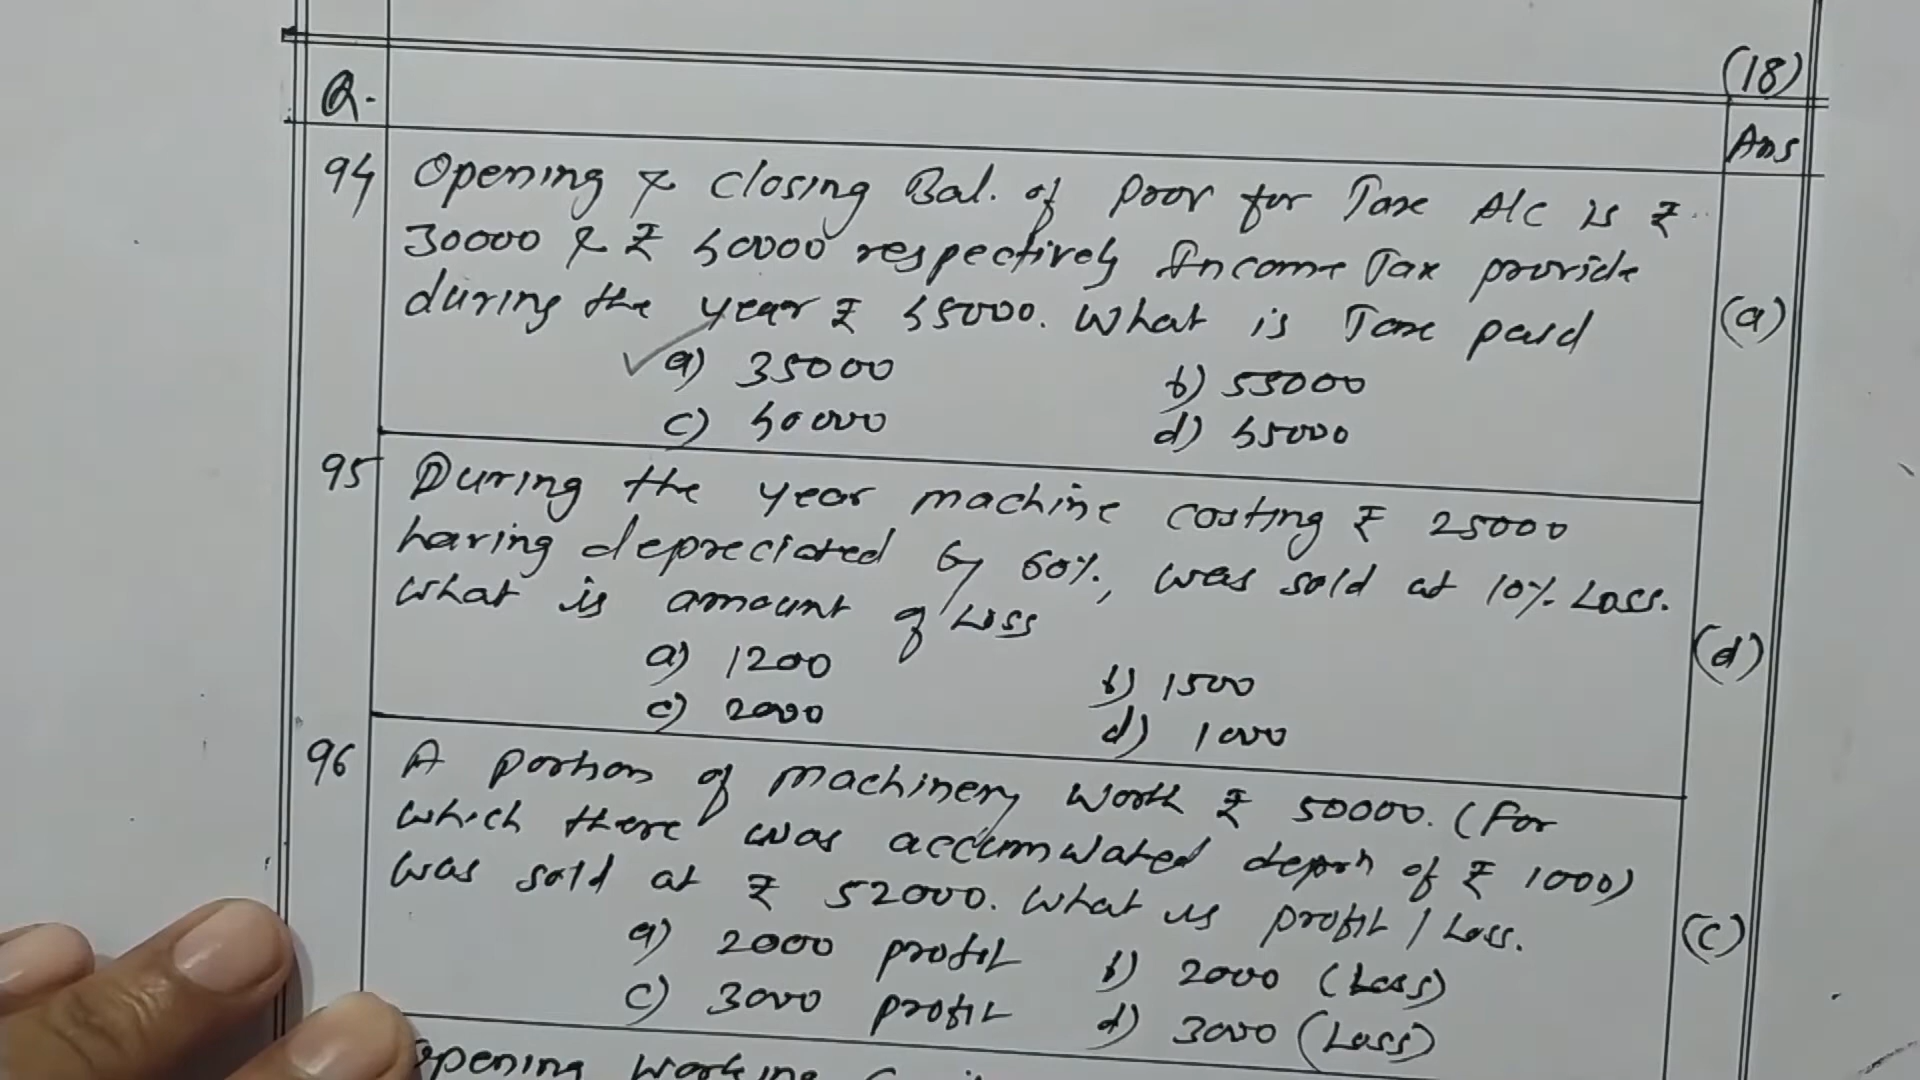 (18)
Q.
Ans
94 Opening & closing Bal. of Prov for Tax A/c is ₹
30000 & ₹ 40000 respectively Income Tax provide
during the year ₹ 45000. What is Tax paid
(a)
a) 35000 b) 55000
c) 40000 d) 45000
95 During the year machine costing ₹ 25000
having depreciated by 60%, was sold at 10% Loss.
What is amount of Loss
(d)
a) 1200 b) 1500
c) 2000 d) 1000
96 A portion of machinery worth ₹ 50000. (For
which there was accumulated deprn of ₹ 1000)
was sold at ₹ 52000. What is profit / Loss.
(c)
a) 2000 profit b) 2000 (Loss)
c) 3000 profit d) 3000 (Loss)
opening working